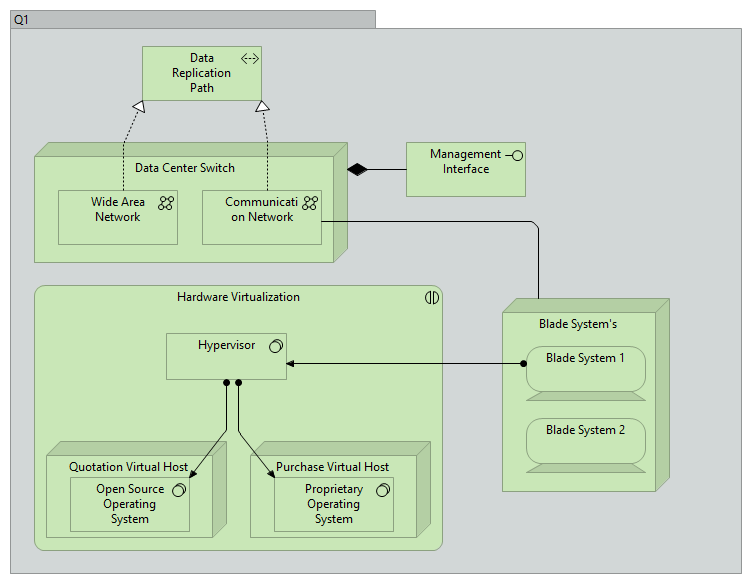 Q1
Data
Replication
Path
Data Center Switch
Management
Interface
Wide Area
Network
Communicati
on Network
Hardware Virtualization
Hypervisor
Blade System's
Blade System 1
Blade System 2
Quotation Virtual Host
Open Source
Operating
System
Purchase Virtual Host
Proprietary
Operating
System